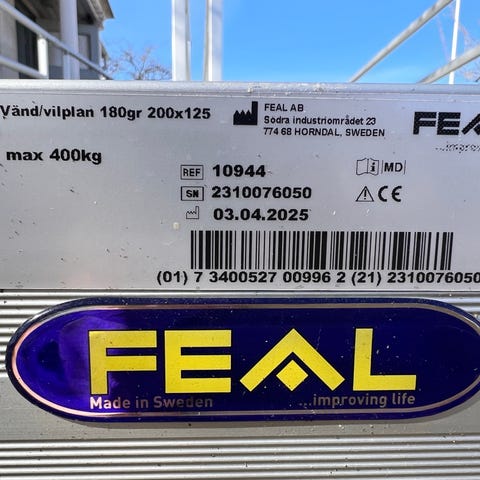 Vänd/vilplan 180gr 200x125
max 400kg
FEAL AB
Södra industriområdet 23
774 68 HORNDAL, SWEDEN
FEAL
...improv
REF 10944
MD
SN 2310076050
CE
03.04.2025
(01) 7 3400527 00996 2 (21) 2310076050
FEAL
Made in Sweden
...improving life